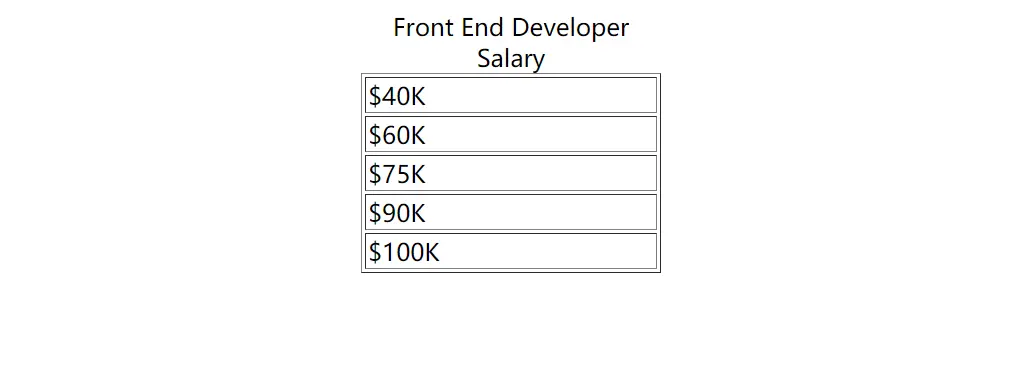 Front End Developer
Salary
$40K
$60K
$75K
$90K
$100K